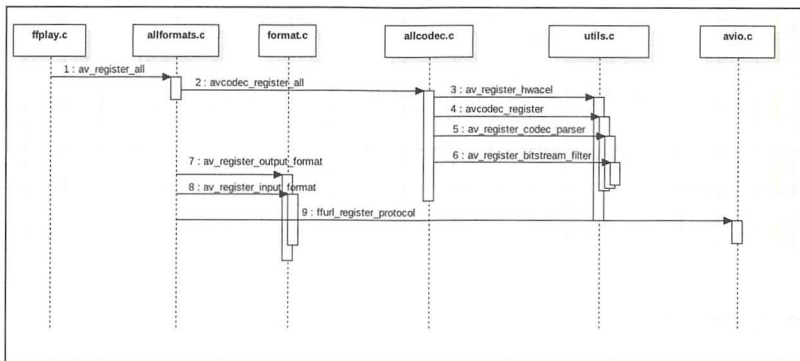 ffplay.c
allformats.c
format.c
allcodec.c
utils.c
avio.c
1 : av_register_all
2 : avcodec_register_all
3 : av_register_hwacel
4 : avcodec_register
5 : av_register_codec_parser
6 : av_register_bitstream_filter
7 : av_register_output_format
8 : av_register_input_format
9 : ffurl_register_protocol